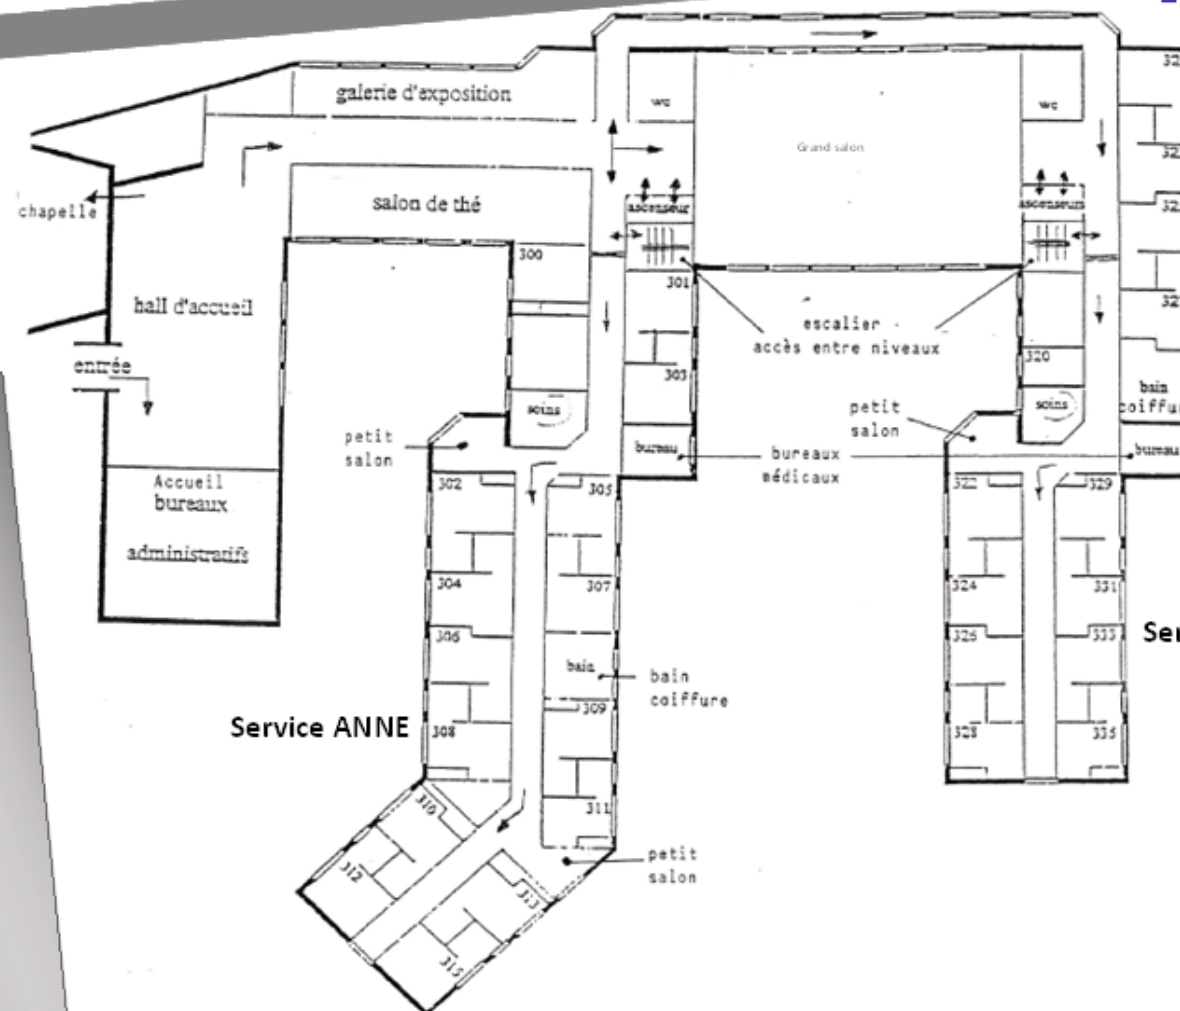 galerie d'exposition
wc
wc
Grand salon
chapelle
salon de thé
ascenseur
ascenseurs
300
301
hall d'accueil
escalier
accès entre niveaux
entrée
303
320
bain
petit
salon
soins
soins
petit
salon
bureau
bureaux
médicaux
bureau
Accueil
bureaux
administratifs
302
305
322
329
304
307
324
331
306
326
333
bain
bain
coiffure
309
Service ANNE
308
328
335
310
311
312
petit
salon
313
315